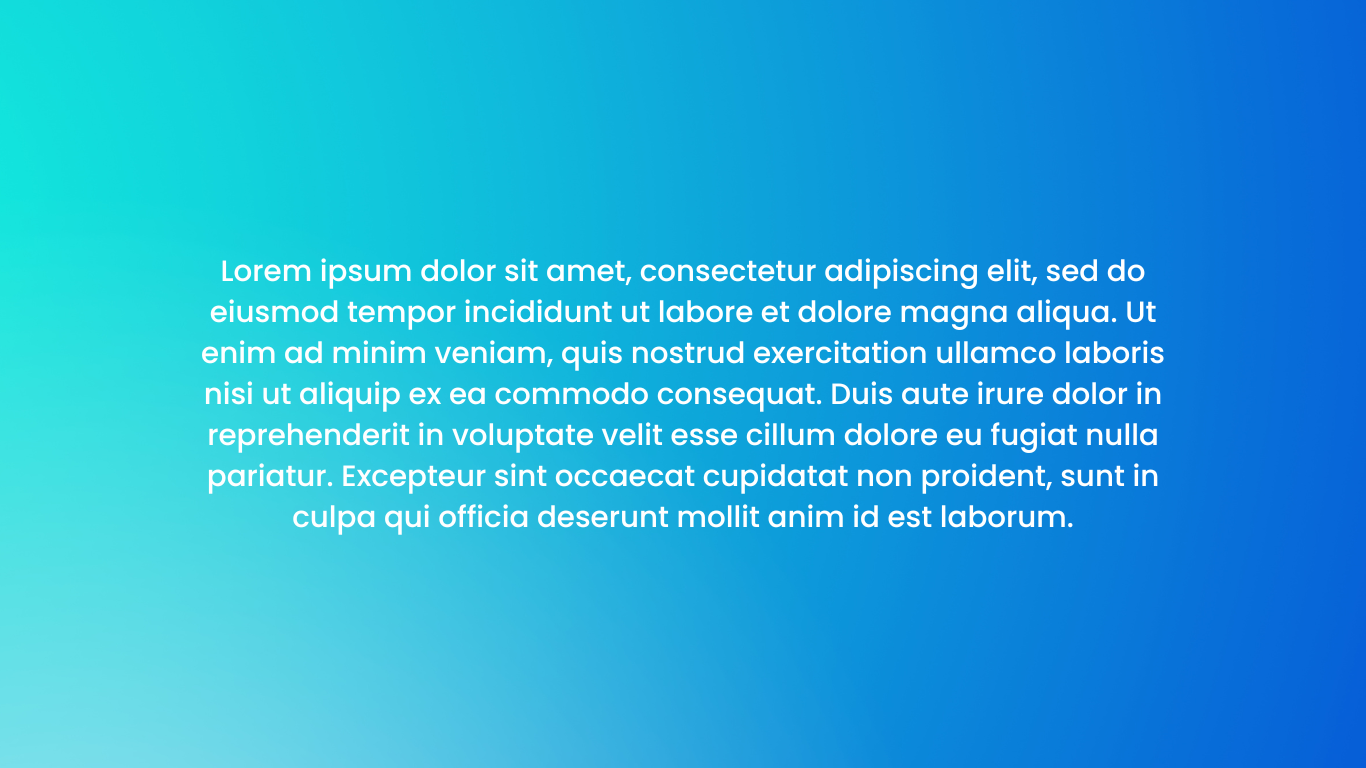 Lorem ipsum dolor sit amet, consectetur adipiscing elit, sed do
eiusmod tempor incididunt ut labore et dolore magna aliqua. Ut
enim ad minim veniam, quis nostrud exercitation ullamco laboris
nisi ut aliquip ex ea commodo consequat. Duis aute irure dolor in
reprehenderit in voluptate velit esse cillum dolore eu fugiat nulla
pariatur. Excepteur sint occaecat cupidatat non proident, sunt in
culpa qui officia deserunt mollit anim id est laborum.